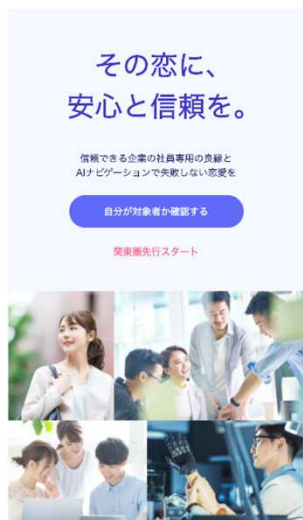 その恋に、
安心と信頼を。
信頼できる企業の社員専用の良縁と
AIナビゲーションで失敗しない恋愛を
自分が対象者か確認する
関東圏先行スタート